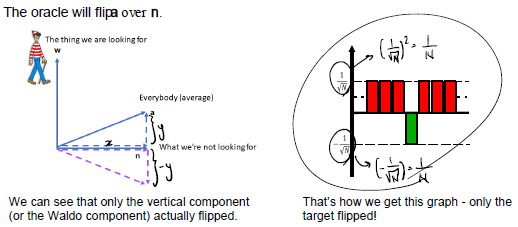 The oracle will flip a over n.
The thing we are looking for
w
Everybody (average)
a
y
x
What we're not looking for
n
-y
We can see that only the vertical component
(or the Waldo component) actually flipped.
(1/√N)² = 1/N
1/√N
-1/√N
(-1/√N)² = 1/N
That's how we get this graph - only the
target flipped!